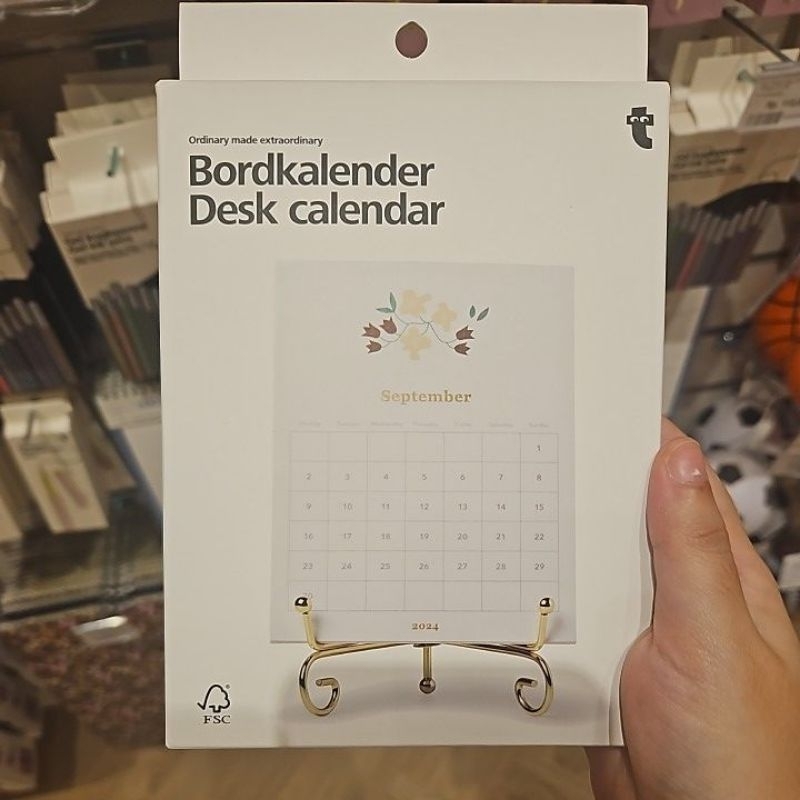 Ordinary made extraordinary
Bordkalender
Desk calendar
September
1
2 3 4 5 6 7 8
9 10 11 12 13 14 15
16 17 18 19 20 21 22
23 24 25 26 27 28 29
2024
FSC